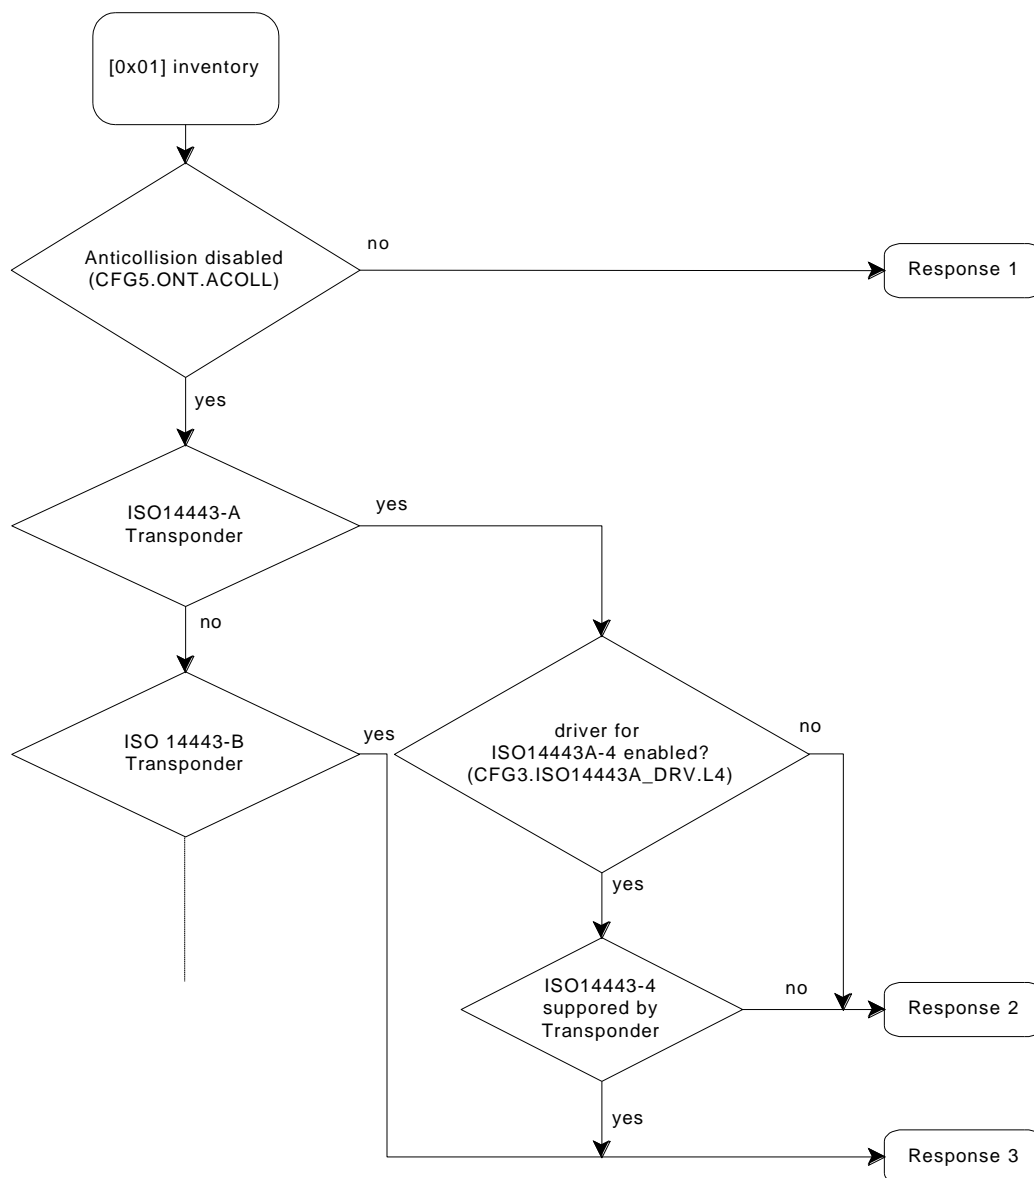 [0x01] inventory
no
Anticollision disabled
(CFG5.ONT.ACOLL)
Response 1
yes
ISO14443-A
Transponder
yes
no
ISO 14443-B
Transponder
yes
driver for
ISO14443A-4 enabled?
(CFG3.ISO14443A_DRV.L4)
no
yes
ISO14443-4
suppored by
Transponder
no
Response 2
yes
Response 3